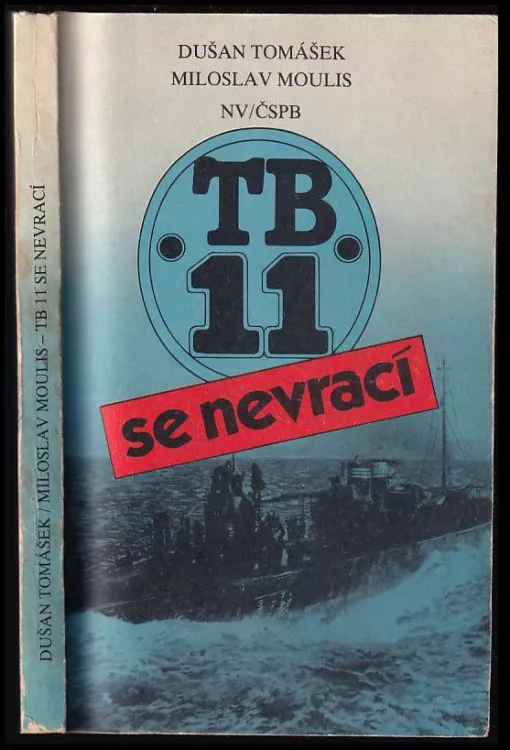 DUŠAN TOMÁŠEK
MILOSLAV MOULIS
NV/ČSPB
TB
11
se nevrací
DUŠAN TOMÁŠEK / MILOSLAV MOULIS – TB 11 SE NEVRACÍ